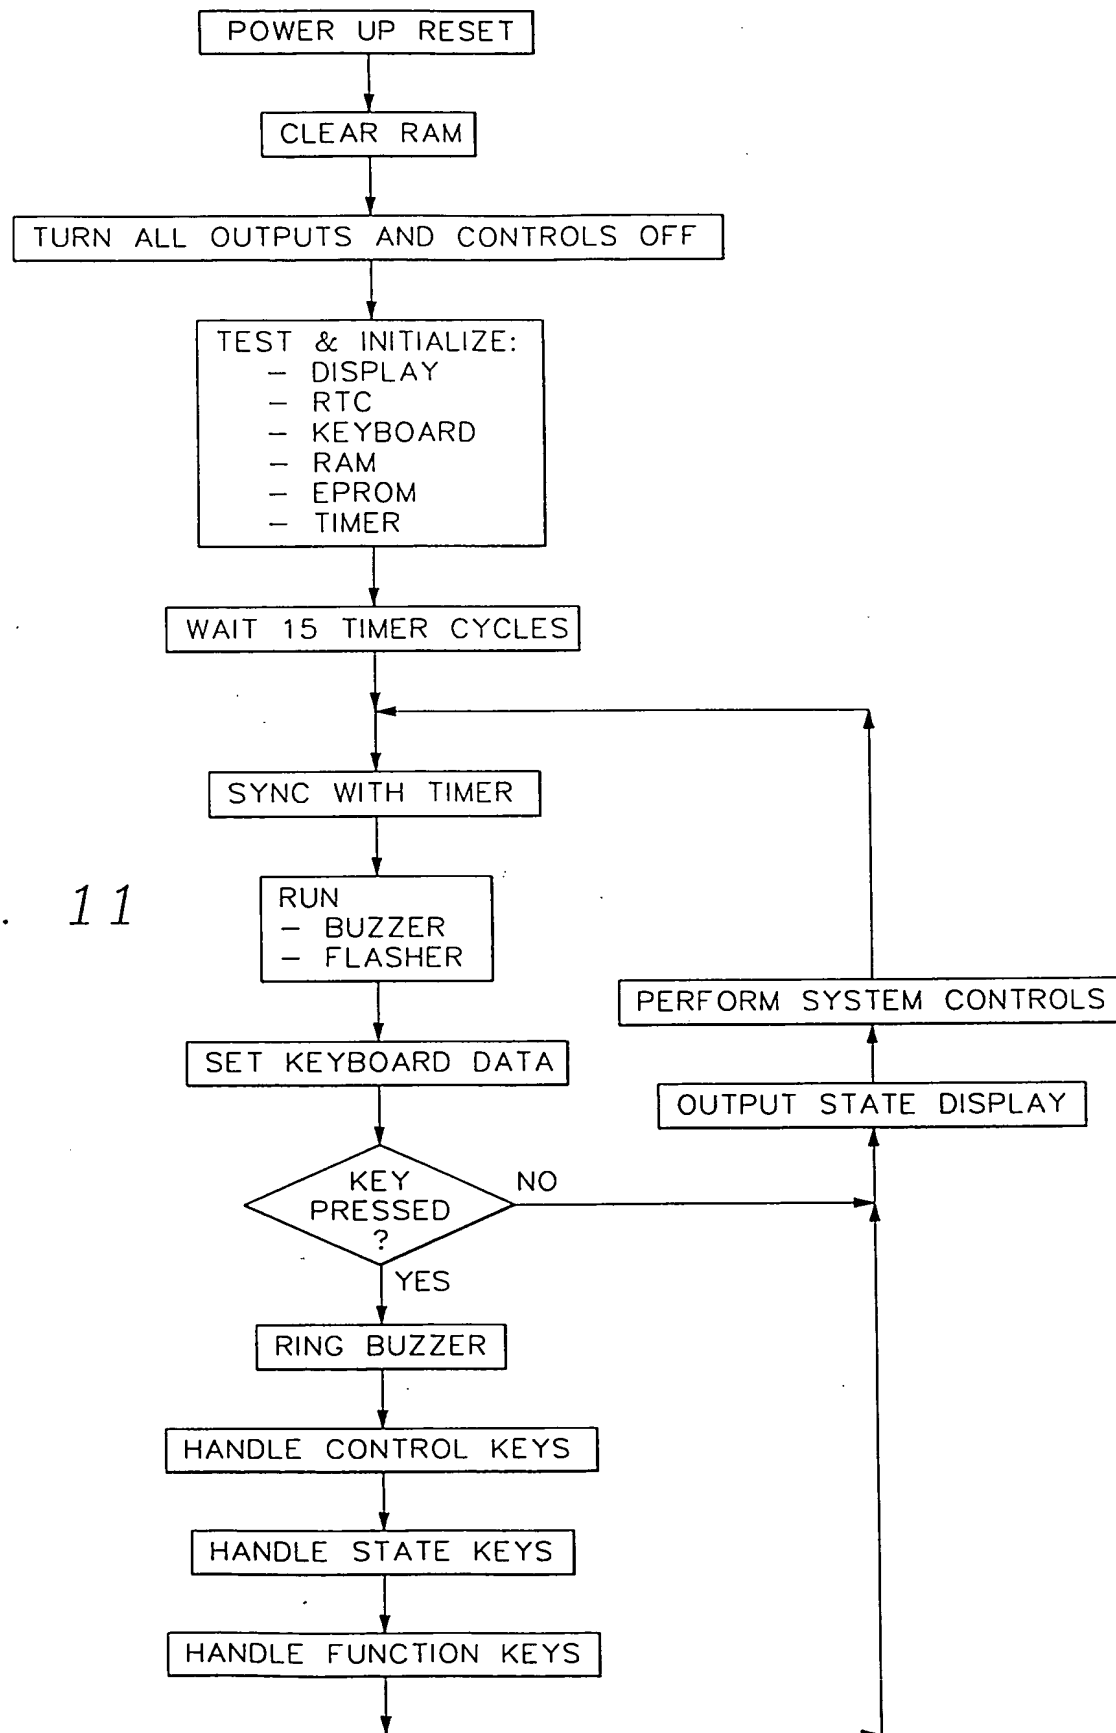 POWER UP RESET
CLEAR RAM
TURN ALL OUTPUTS AND CONTROLS OFF
TEST & INITIALIZE:
– DISPLAY
– RTC
– KEYBOARD
– RAM
– EPROM
– TIMER
WAIT 15 TIMER CYCLES
SYNC WITH TIMER
. 11
RUN
– BUZZER
– FLASHER
PERFORM SYSTEM CONTROLS
SET KEYBOARD DATA
OUTPUT STATE DISPLAY
KEY
PRESSED
?
NO
YES
RING BUZZER
HANDLE CONTROL KEYS
HANDLE STATE KEYS
HANDLE FUNCTION KEYS